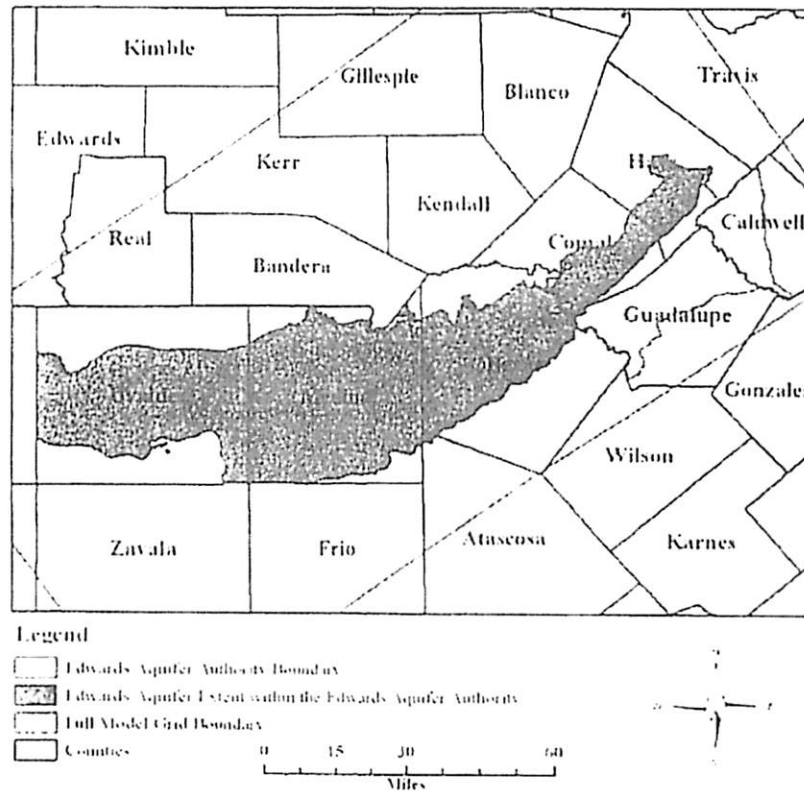 Kimble
Gillespie
Blanco
Travis
Edwards
Kerr
Kendall
Real
Bandera
Comal
Caldwell
Guadalupe
Gonzales
Wilson
Zavala
Frio
Atascosa
Karnes
Legend
Edwards Aquifer Authority Boundary
Edwards Aquifer Extent within the Edwards Aquifer Authority
Full Model Grid Boundary
Counties
0 15 30 60
Miles